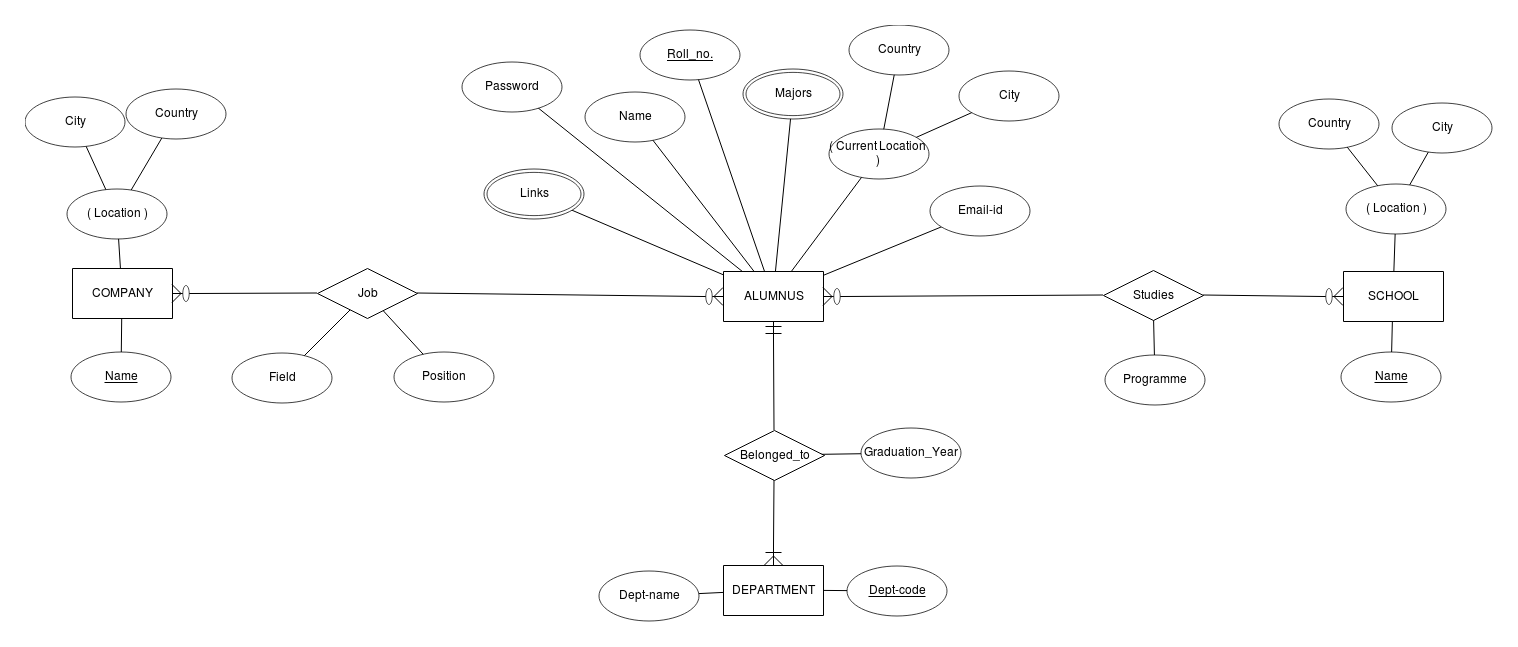 Country
Roll_no.
Password
Majors
City
Country
Name
City
Country
City
( Current Location
)
Links
Email-id
( Location )
( Location )
COMPANY
Job
ALUMNUS
Studies
SCHOOL
Name
Field
Position
Programme
Name
Belonged_to
Graduation_Year
Dept-name
DEPARTMENT
Dept-code